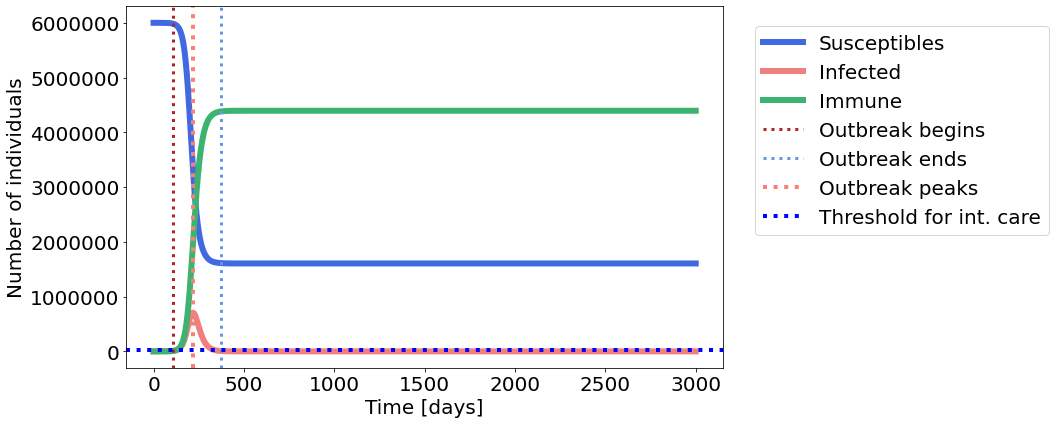 Number of individuals
6000000
5000000
4000000
3000000
2000000
1000000
0
0 500 1000 1500 2000 2500 3000
Time [days]
Susceptibles
Infected
Immune
Outbreak begins
Outbreak ends
Outbreak peaks
Threshold for int. care